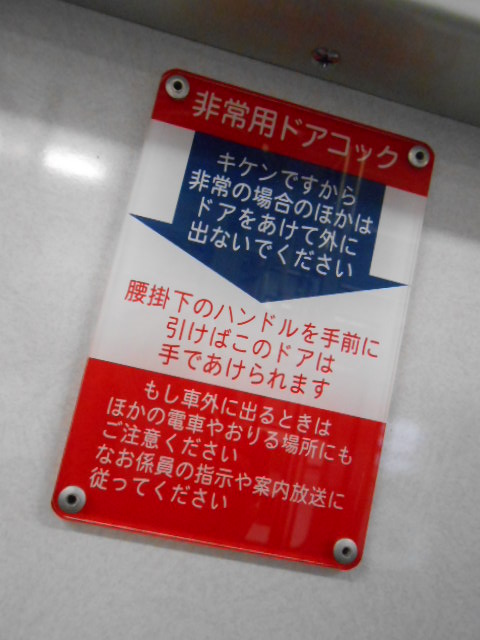 非常用ドアコック
キケンですから
非常の場合のほかは
ドアをあけて外に
出ないでください
腰掛下のハンドルを手前に
引けばこのドアは
手であけられます
もし車外に出るときは
ほかの電車やおりる場所にも
ご注意ください
なお係員の指示や案内放送に
従ってください